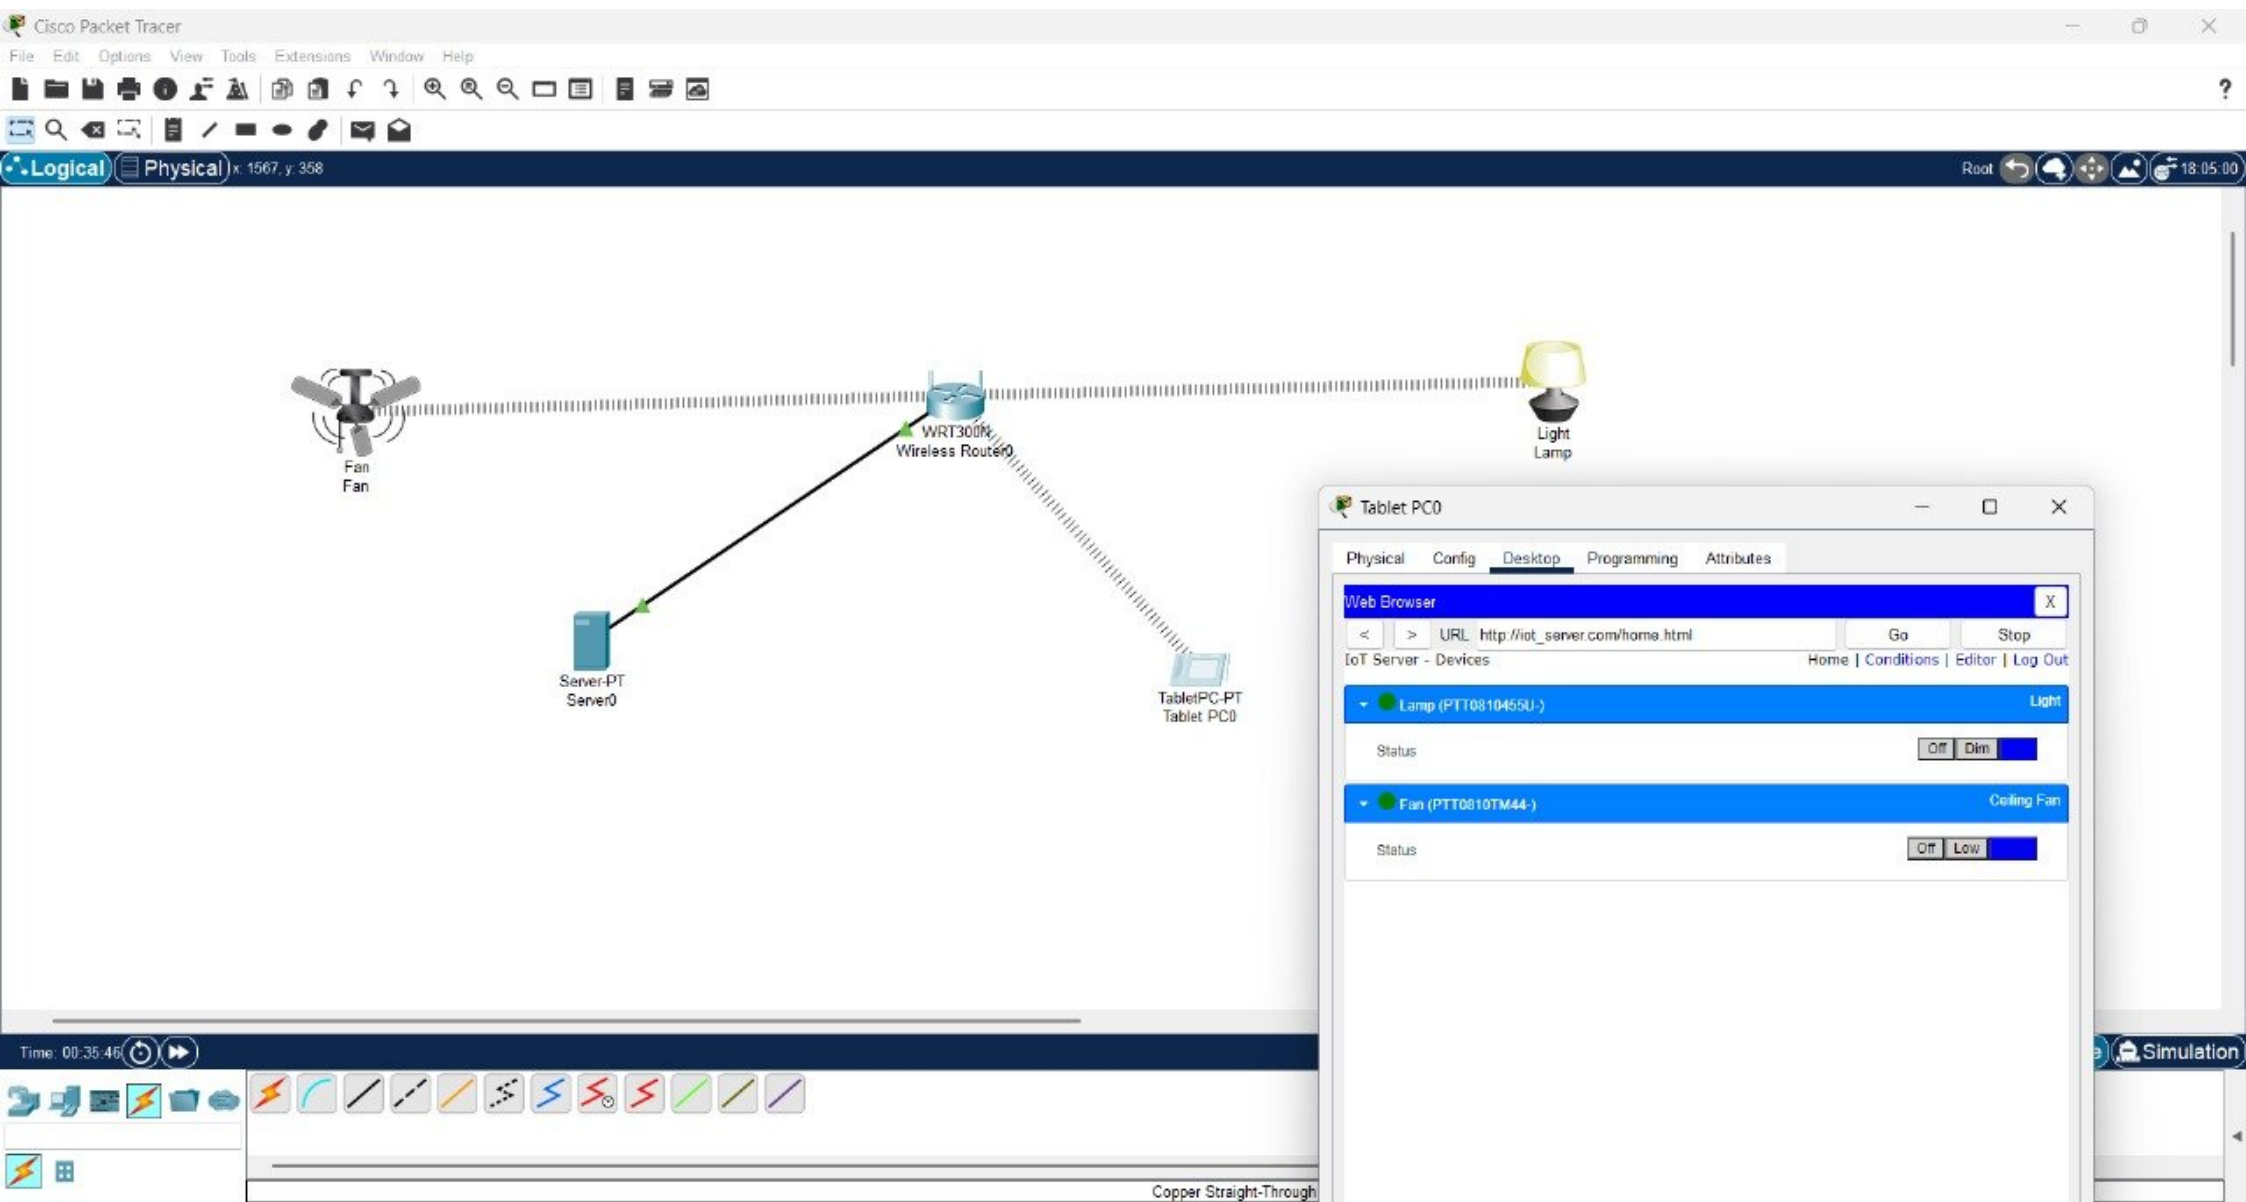 Cisco Packet Tracer
File Edit Options View Tools Extensions Window Help
?
Logical Physical x: 1567, y: 358 Root 18:05:00
Fan
Fan
WRT300N
Wireless Router0
Light
Lamp
Server-PT
Server0
TabletPC-PT
Tablet PC0
Tablet PC0
Physical Config Desktop Programming Attributes
Web Browser X
< > URL http://iot_server.com/home.html Go Stop
IoT Server - Devices Home | Conditions | Editor | Log Out
Lamp (PTT0810455U-) Light
Status Off Dim
Fan (PTT0810TM44-) Ceiling Fan
Status Off Low
Time: 00:35:46 Simulation
Copper Straight-Through